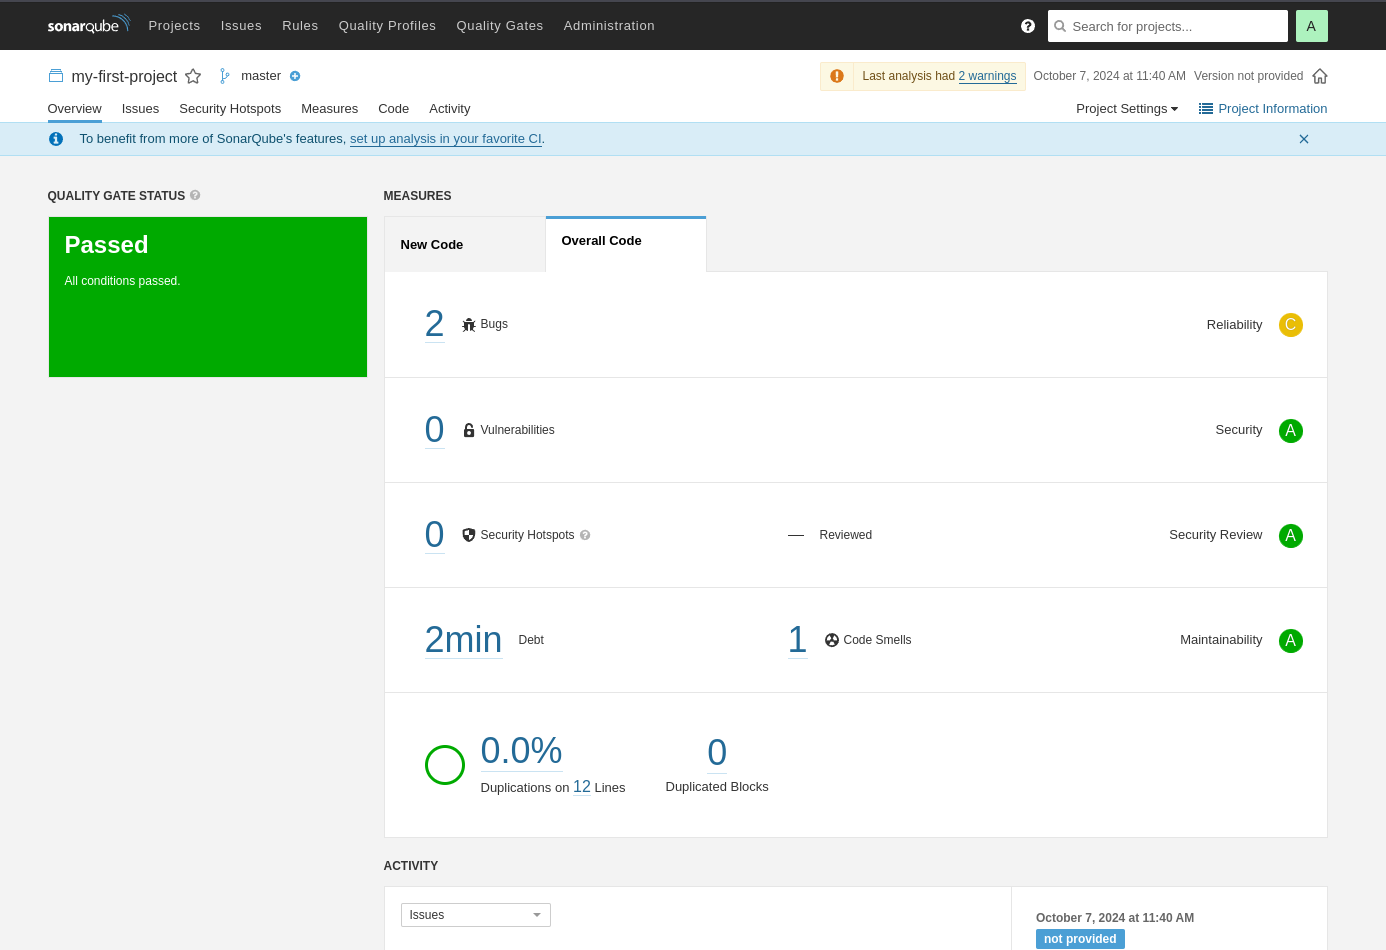 sonarqube Projects Issues Rules Quality Profiles Quality Gates Administration Search for projects... A
my-first-project master Last analysis had 2 warnings October 7, 2024 at 11:40 AM Version not provided
Overview Issues Security Hotspots Measures Code Activity Project Settings Project Information
To benefit from more of SonarQube's features, set up analysis in your favorite CI.
QUALITY GATE STATUS
Passed
All conditions passed.
MEASURES
New Code Overall Code
2 Bugs Reliability C
0 Vulnerabilities Security A
0 Security Hotspots — Reviewed Security Review A
2min Debt 1 Code Smells Maintainability A
0.0% 0
Duplications on 12 Lines Duplicated Blocks
ACTIVITY
Issues
October 7, 2024 at 11:40 AM
not provided